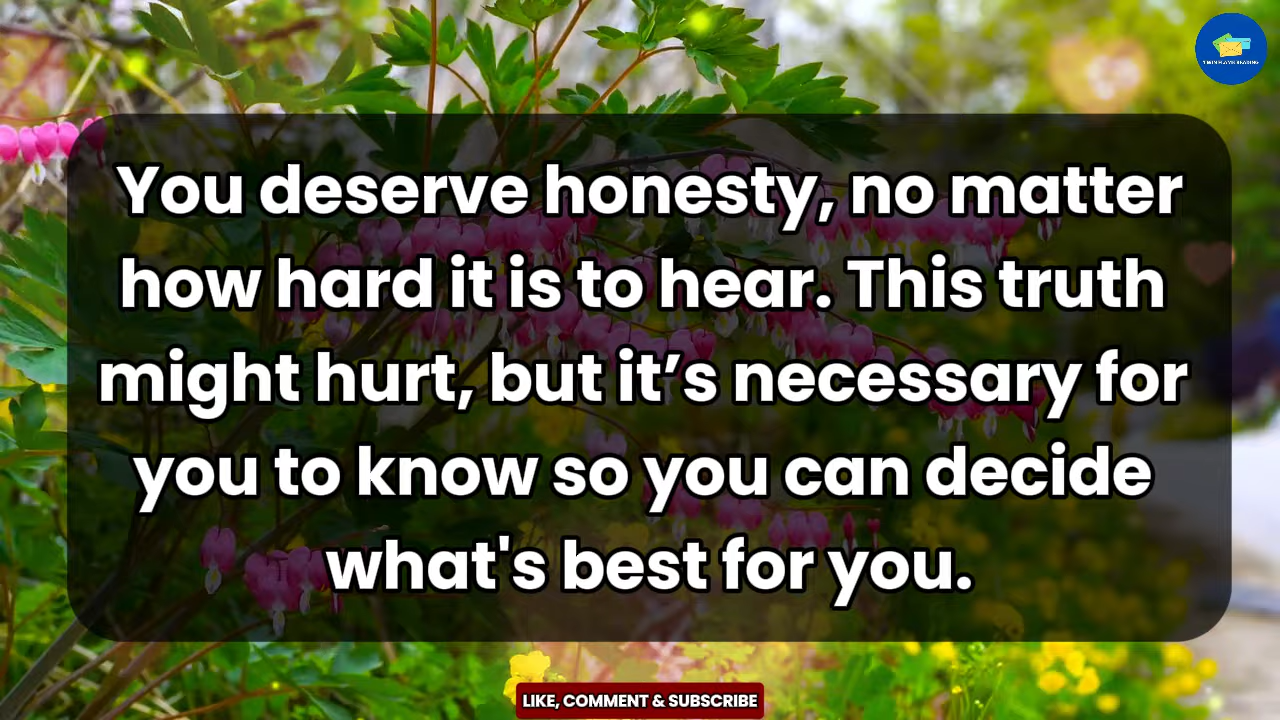 You deserve honesty, no matter
how hard it is to hear. This truth
might hurt, but it’s necessary for
you to know so you can decide
what's best for you.
LIKE, COMMENT & SUBSCRIBE